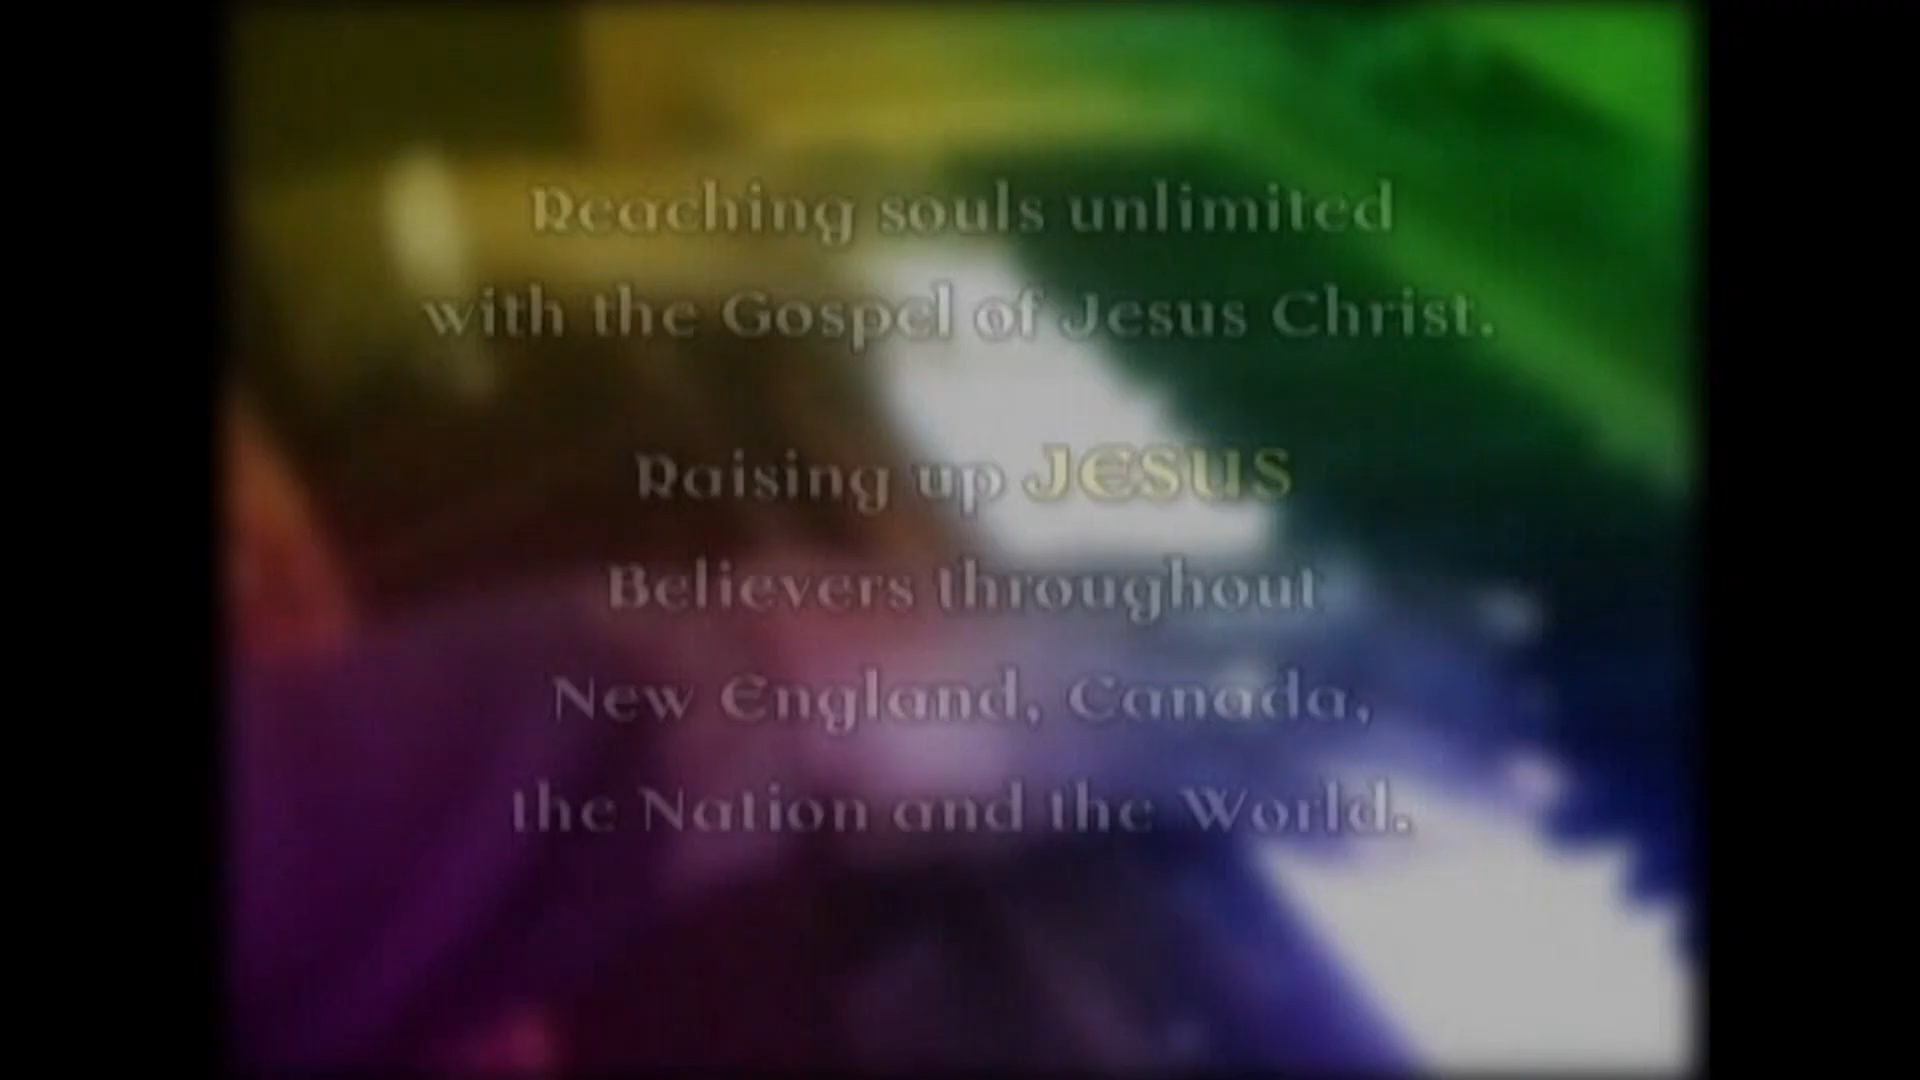 Reaching souls unlimited
with the Gospel of Jesus Christ.
Raising up JESUS
Believers throughout
New England, Canada,
the Nation and the World.